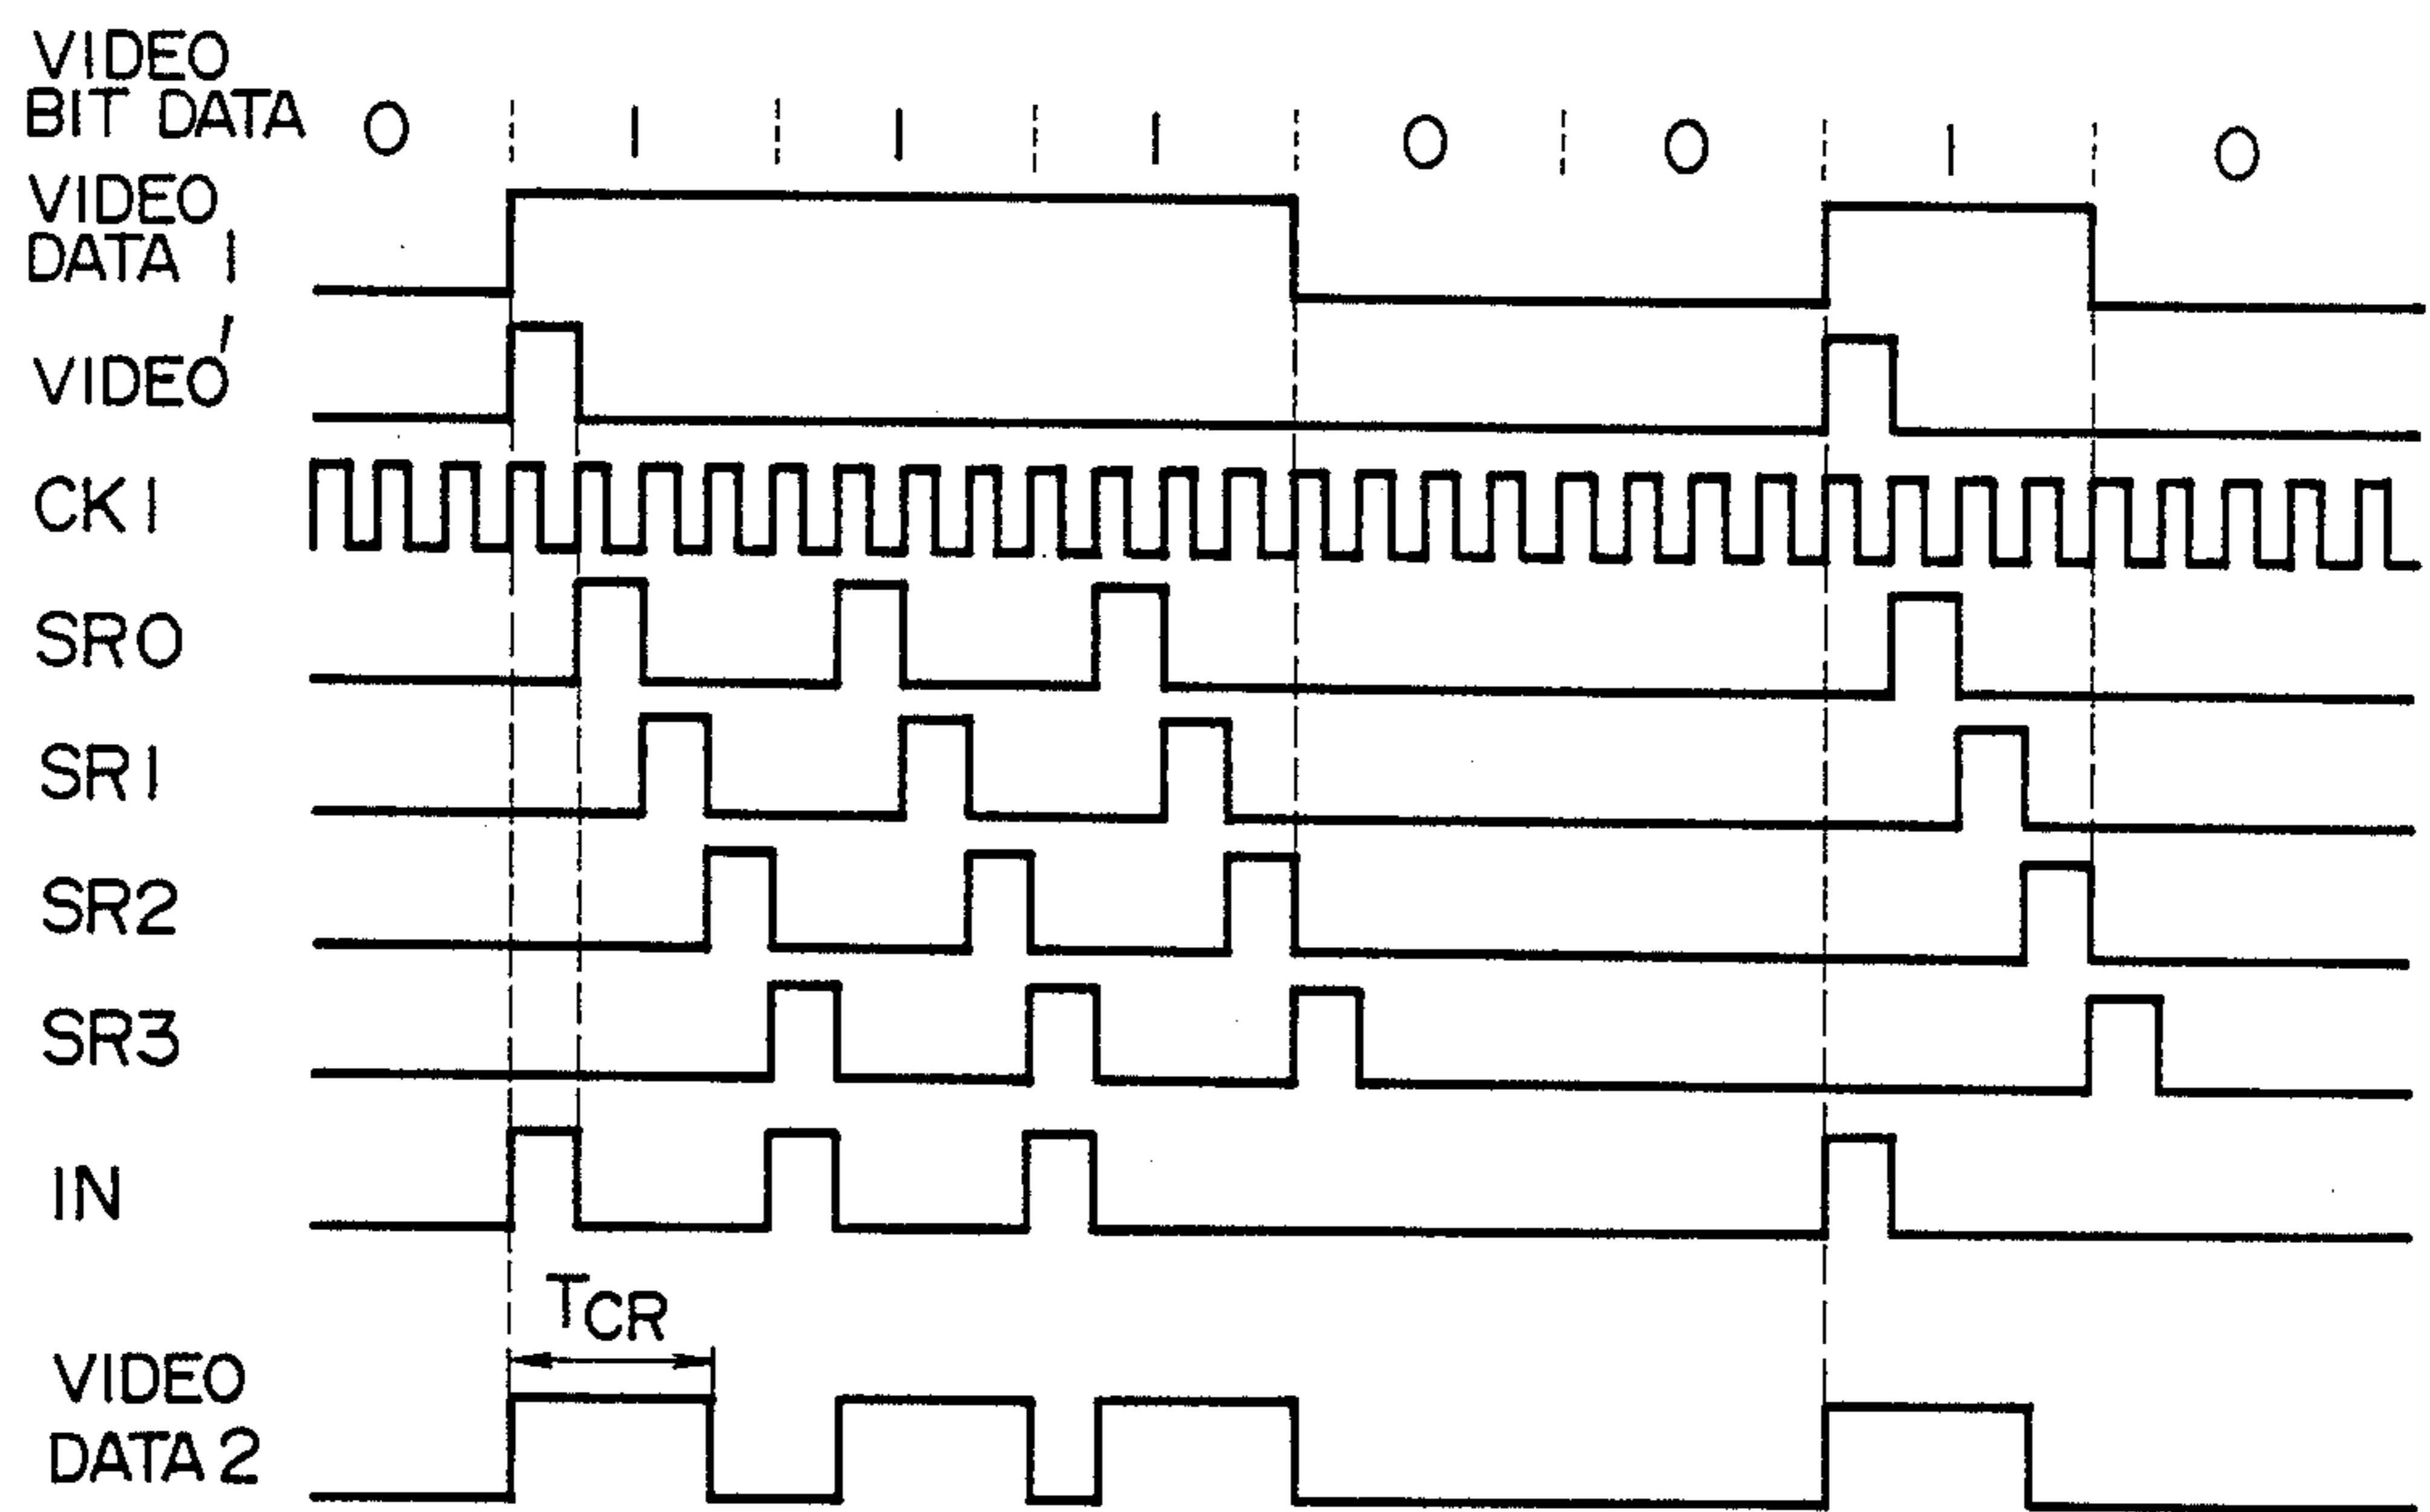 VIDEO
BIT DATA 0 1 1 1 0 0 1 0
VIDEO
DATA 1
VIDEO'
CK1
SR0
SR1
SR2
SR3
IN
TCR
VIDEO
DATA 2